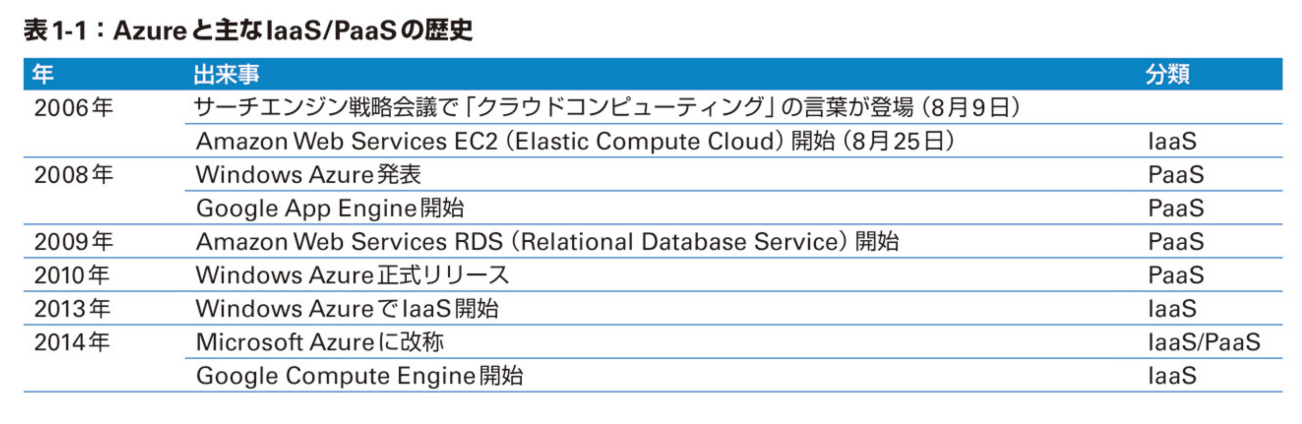 表1-1：Azureと主なIaaS/PaaSの歴史
年 出来事 分類
2006年 サーチエンジン戦略会議で「クラウドコンピューティング」の言葉が登場（8月9日）
Amazon Web Services EC2（Elastic Compute Cloud）開始（8月25日） IaaS
2008年 Windows Azure発表 PaaS
Google App Engine開始 PaaS
2009年 Amazon Web Services RDS（Relational Database Service）開始 PaaS
2010年 Windows Azure正式リリース PaaS
2013年 Windows AzureでIaaS開始 IaaS
2014年 Microsoft Azureに改称 IaaS/PaaS
Google Compute Engine開始 IaaS